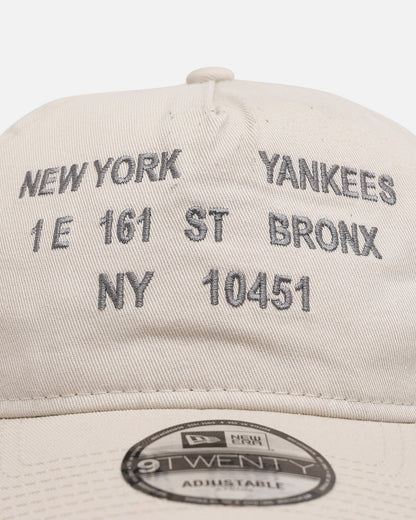 NEW YORK YANKEES
1 E 161 ST BRONX
NY 10451
NEW ERA
9TWENTY
ADJUSTABLE